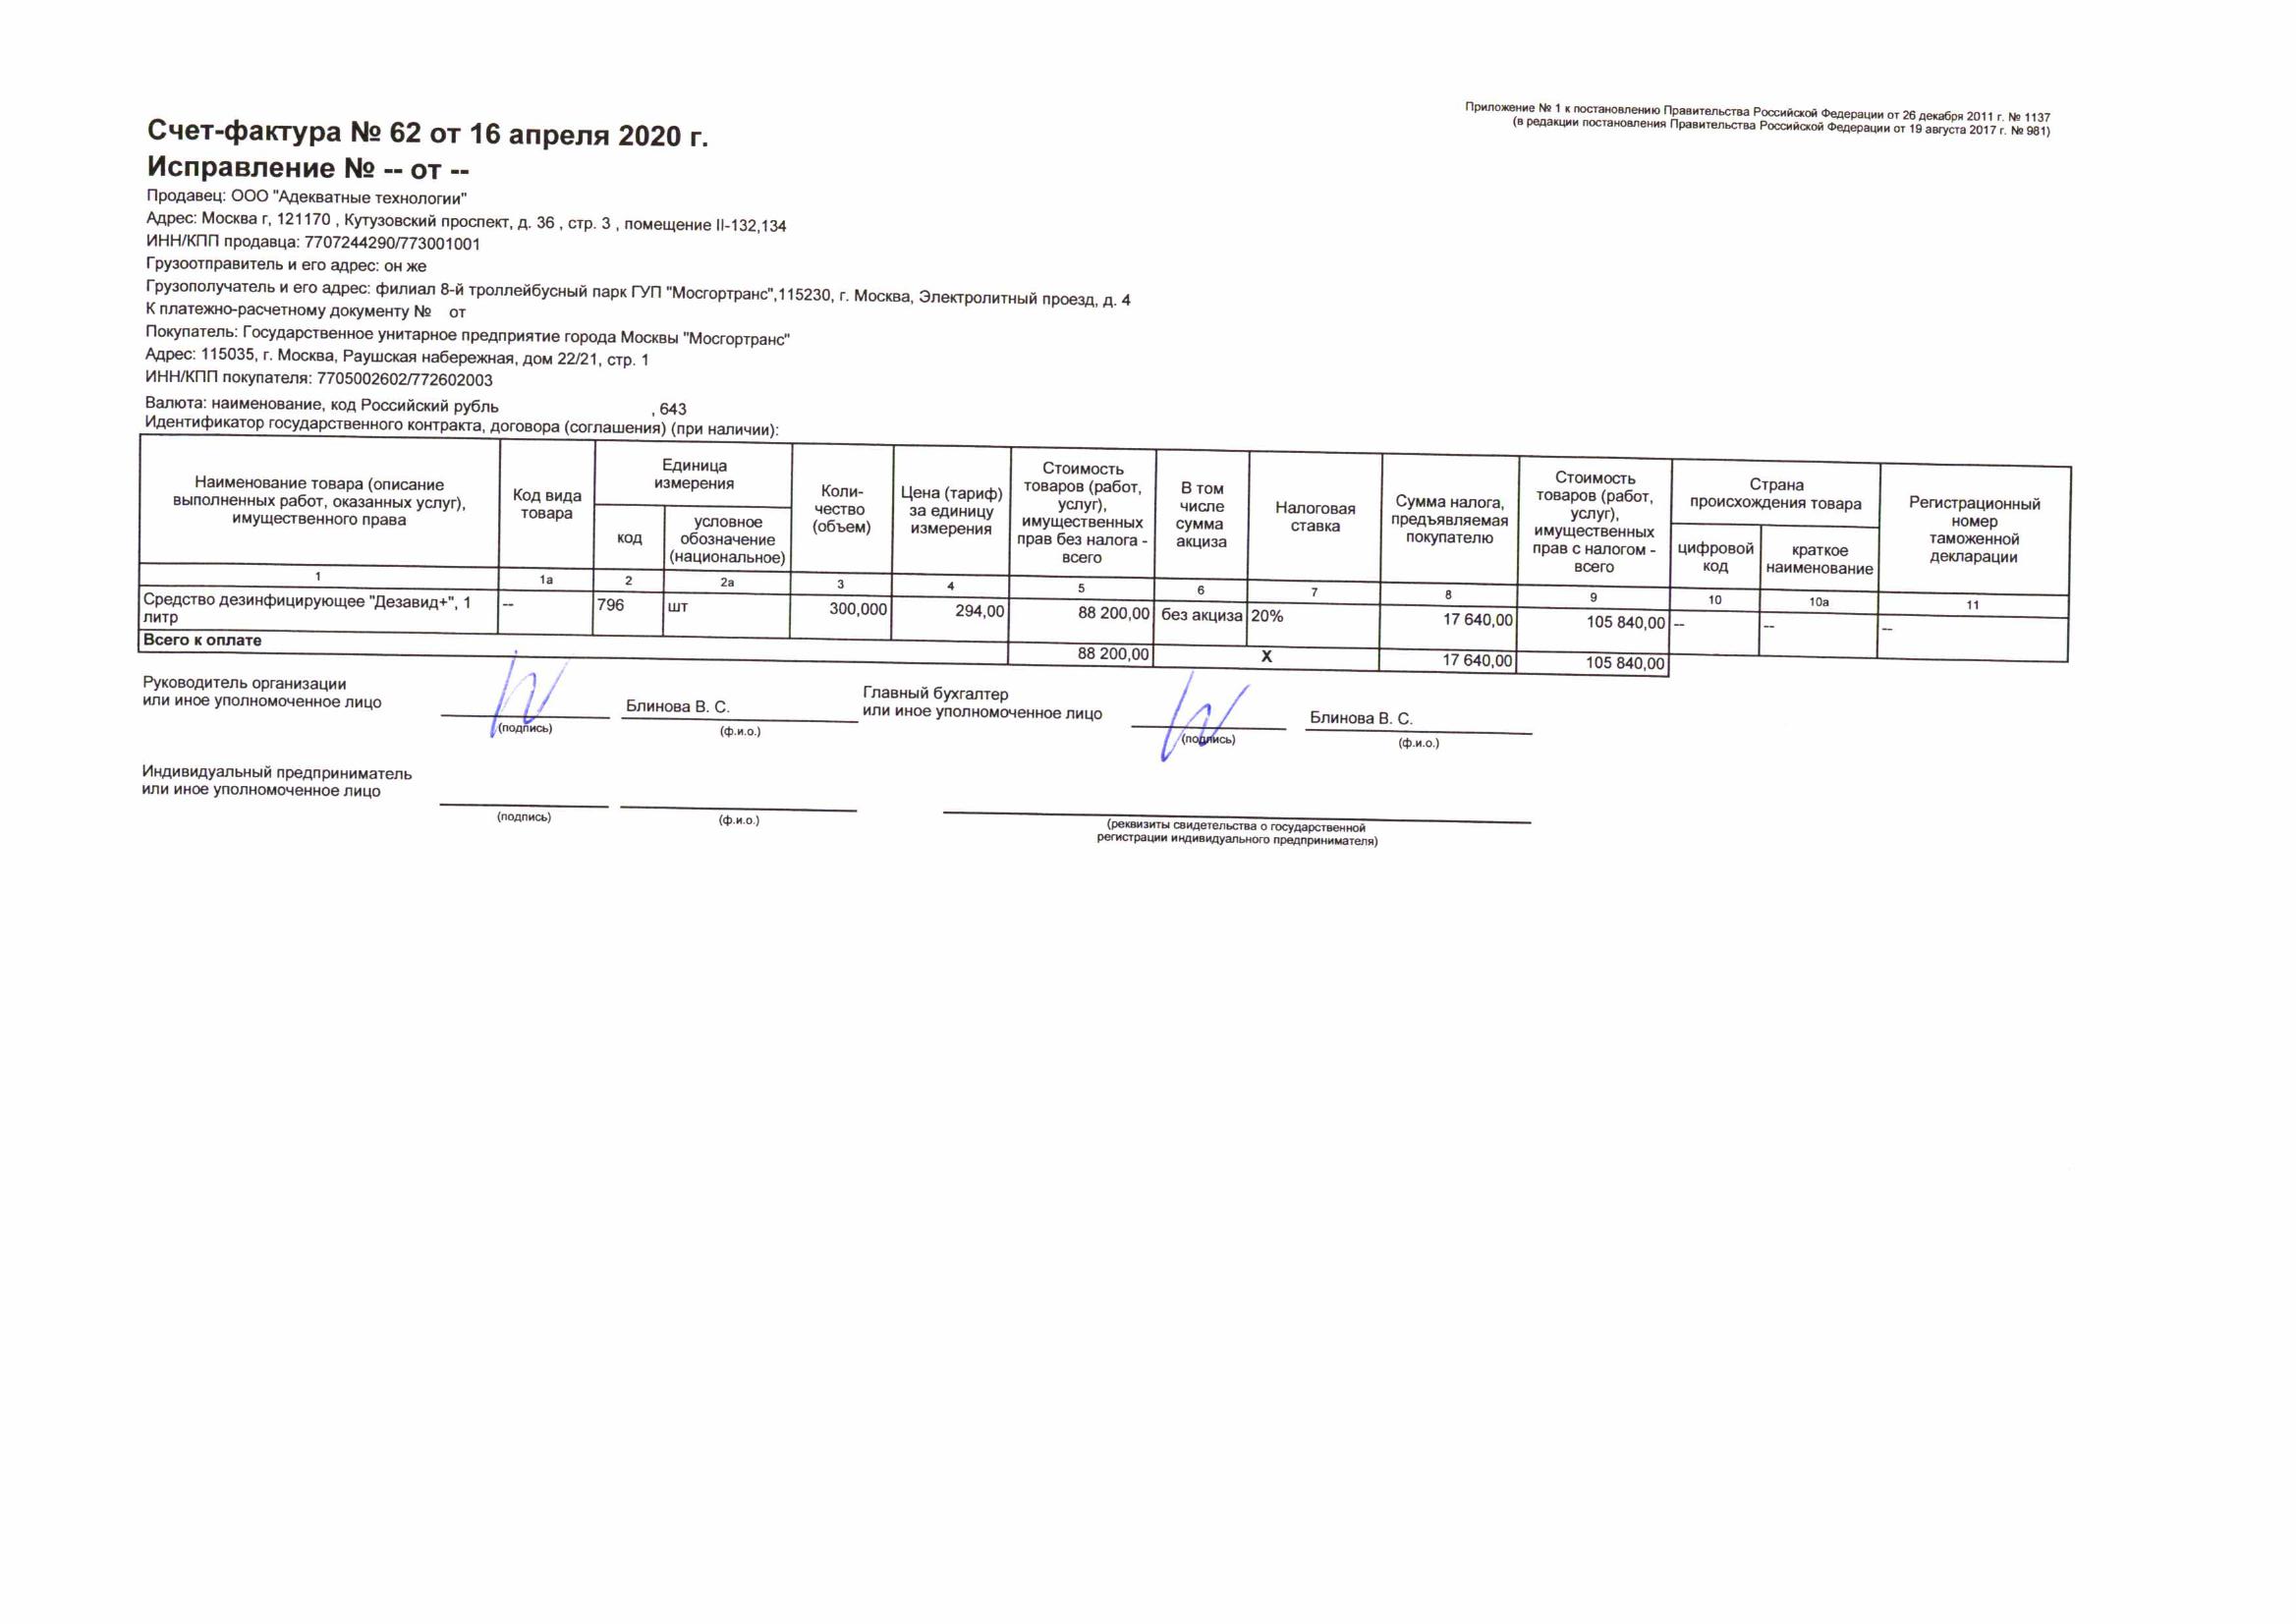 Приложение № 1 к постановлению Правительства Российской Федерации от 26 декабря 2011 г. № 1137
(в редакции постановления Правительства Российской Федерации от 19 августа 2017 г. № 981)
Счет-фактура № 62 от 16 апреля 2020 г.
Исправление № -- от --
Продавец: ООО "Адекватные технологии"
Адрес: Москва г, 121170 , Кутузовский проспект, д. 36 , стр. 3 , помещение II-132,134
ИНН/КПП продавца: 7707244290/773001001
Грузоотправитель и его адрес: он же
Грузополучатель и его адрес: филиал 8-й троллейбусный парк ГУП "Мосгортранс",115230, г. Москва, Электролитный проезд, д. 4
К платежно-расчетному документу № от
Покупатель: Государственное унитарное предприятие города Москвы "Мосгортранс"
Адрес: 115035, г. Москва, Раушская набережная, дом 22/21, стр. 1
ИНН/КПП покупателя: 7705002602/772602003
Валюта: наименование, код Российский рубль , 643
Идентификатор государственного контракта, договора (соглашения) (при наличии):
Наименование товара (описание
выполненных работ, оказанных услуг),
имущественного права
Код вида
товара
Единица
измерения
код
условное
обозначение
(национальное)
Коли-
чество
(объем)
Цена (тариф)
за единицу
измерения
Стоимость
товаров (работ,
услуг),
имущественных
прав без налога -
всего
В том
числе
сумма
акциза
Налоговая
ставка
Сумма налога,
предъявляемая
покупателю
Стоимость
товаров (работ,
услуг),
имущественных
прав с налогом -
всего
Страна
происхождения товара
цифровой
код
краткое
наименование
Регистрационный
номер
таможенной
декларации
1 1а 2 2а 3 4 5 6 7 8 9 10 10а 11
Средство дезинфицирующее "Дезавид+", 1 -- 796 шт 300,000 294,00 88 200,00 без акциза 20% 17 640,00 105 840,00 -- -- --
литр
Всего к оплате 88 200,00 X 17 640,00 105 840,00
Руководитель организации
или иное уполномоченное лицо
Блинова В. С.
(подпись) (ф.и.о.)
Главный бухгалтер
или иное уполномоченное лицо
Блинова В. С.
(подпись) (ф.и.о.)
Индивидуальный предприниматель
или иное уполномоченное лицо
(подпись) (ф.и.о.)
(реквизиты свидетельства о государственной
регистрации индивидуального предпринимателя)